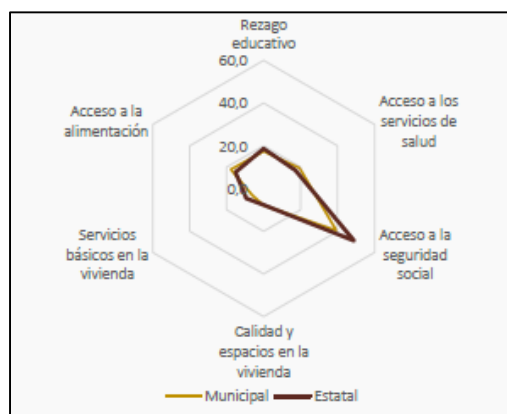 Rezago
educativo
60,0
40,0
20,0
0,0
Acceso a los
servicios de
salud
Acceso a la
seguridad
social
Calidad y
espacios en la
vivienda
Servicios
básicos en la
vivienda
Acceso a la
alimentación
Municipal
Estatal